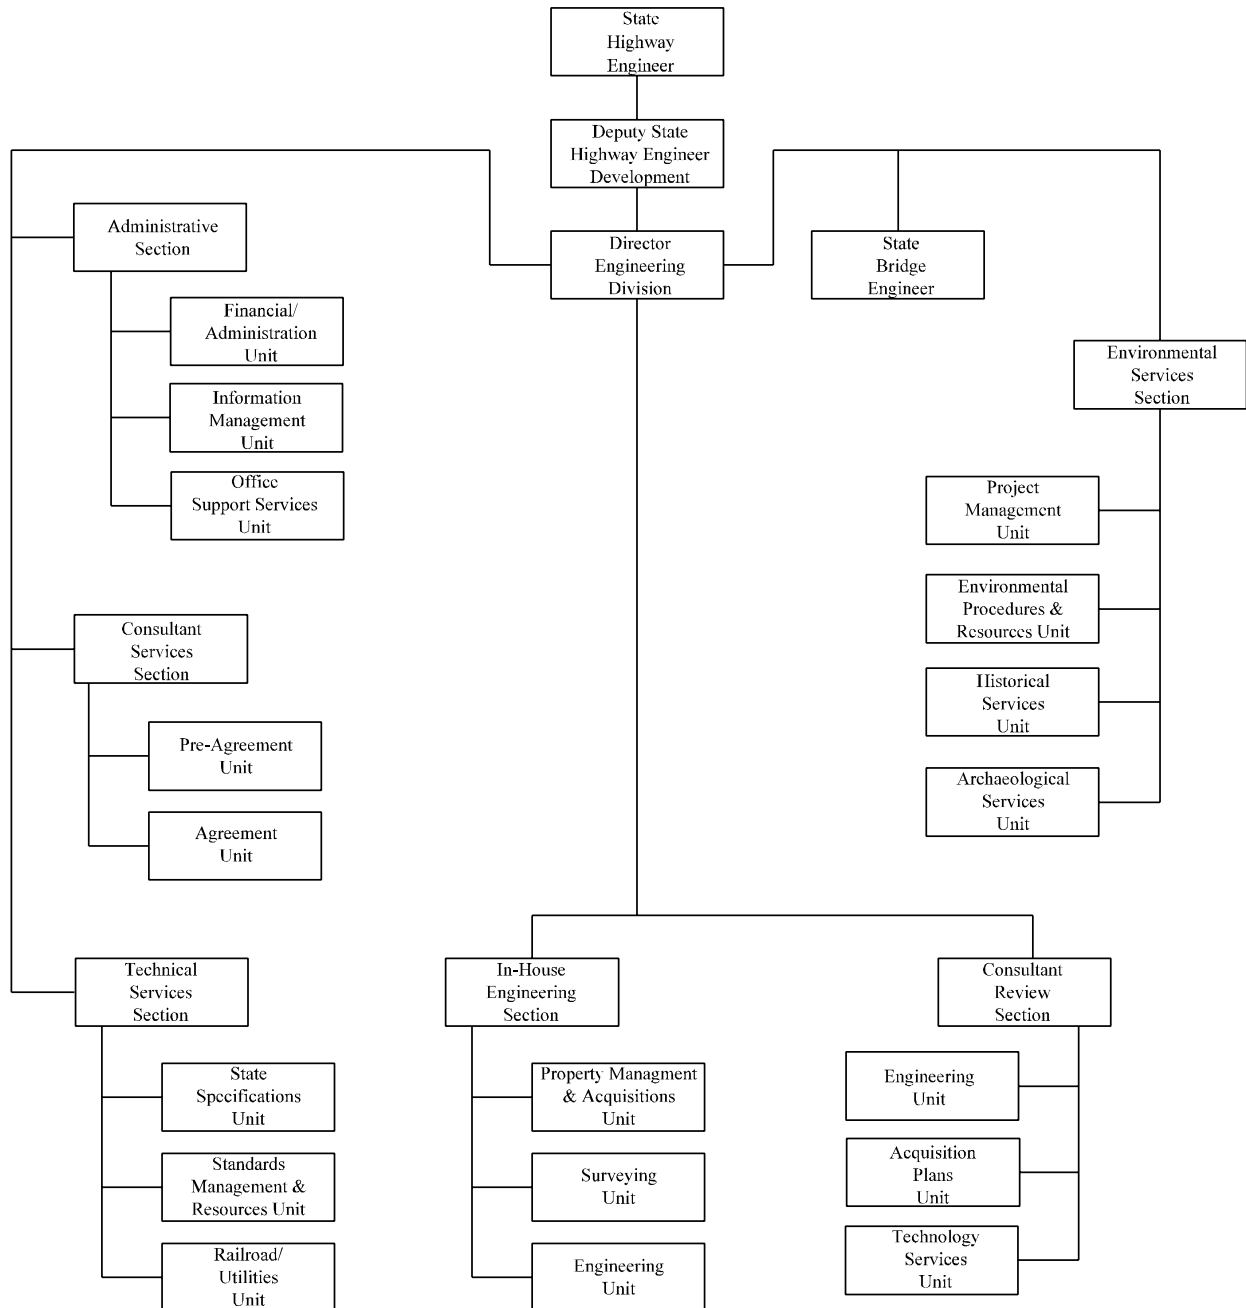 State
Highway
Engineer
Deputy State
Highway Engineer
Development
Director
Engineering
Division
State
Bridge
Engineer
Administrative
Section
Financial/
Administration
Unit
Information
Management
Unit
Office
Support Services
Unit
Consultant
Services
Section
Pre-Agreement
Unit
Agreement
Unit
Technical
Services
Section
State
Specifications
Unit
Standards
Management &
Resources Unit
Railroad/
Utilities
Unit
In-House
Engineering
Section
Property Managment
& Acquisitions
Unit
Surveying
Unit
Engineering
Unit
Consultant
Review
Section
Engineering
Unit
Acquisition
Plans
Unit
Technology
Services
Unit
Environmental
Services
Section
Project
Management
Unit
Environmental
Procedures &
Resources Unit
Historical
Services
Unit
Archaeological
Services
Unit